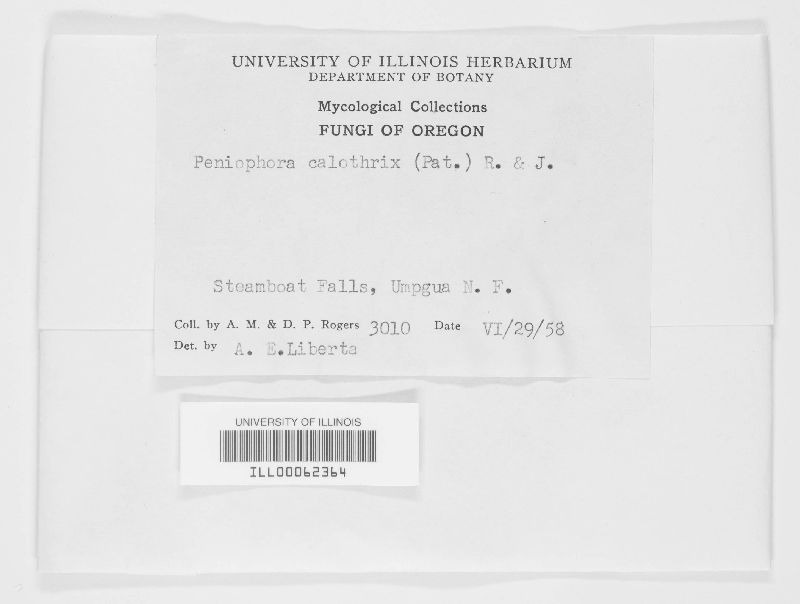 UNIVERSITY OF ILLINOIS HERBARIUM
DEPARTMENT OF BOTANY
Mycological Collections
FUNGI OF OREGON
Peniophora calothrix (Pat.) R. & J.
Steamboat Falls, Umpgua N. F.
Coll. by A. M. & D. P. Rogers 3010 Date VI/29/58
Det. by A. E.Liberta
UNIVERSITY OF ILLINOIS
ILL00062364